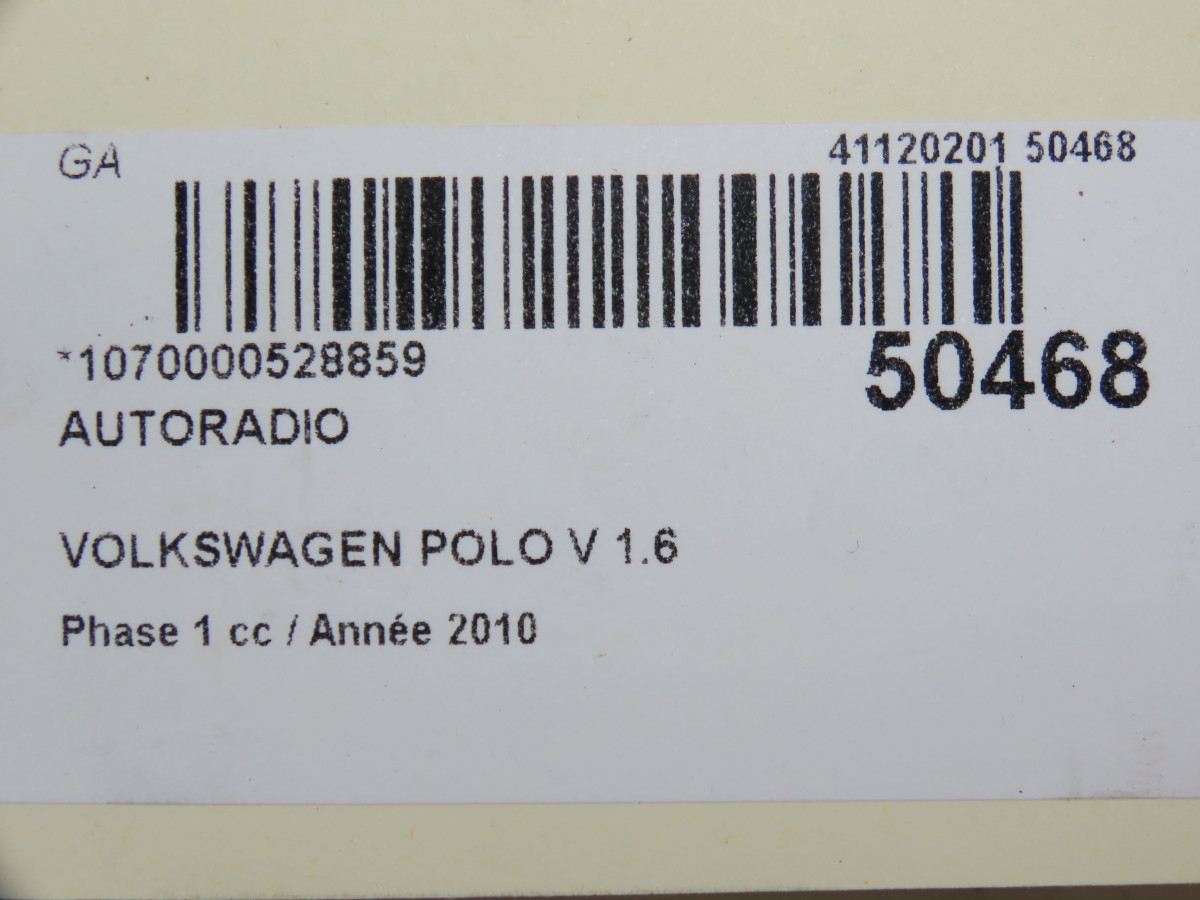 GA
41120201 50468
*1070000528859
50468
AUTORADIO
VOLKSWAGEN POLO V 1.6
Phase 1 cc / Année 2010